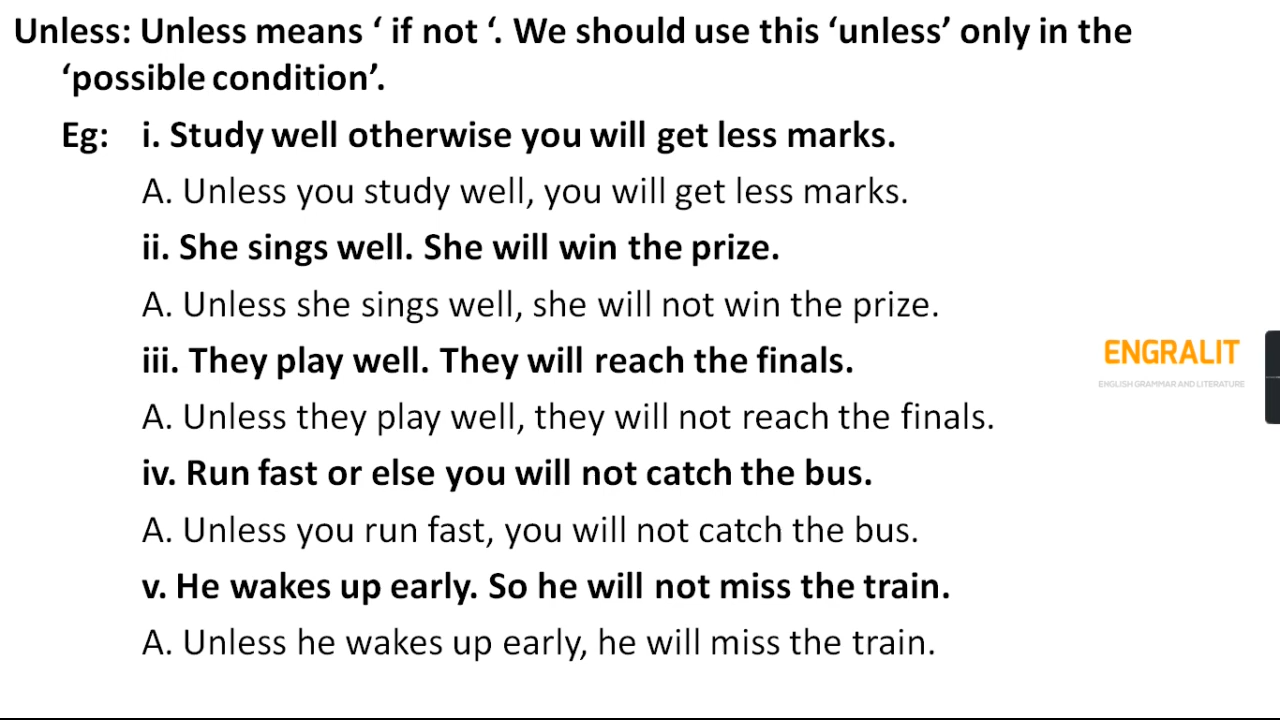 Unless: Unless means ‘ if not ‘. We should use this ‘unless’ only in the
‘possible condition’.
Eg: i. Study well otherwise you will get less marks.
A. Unless you study well, you will get less marks.
ii. She sings well. She will win the prize.
A. Unless she sings well, she will not win the prize.
iii. They play well. They will reach the finals.
A. Unless they play well, they will not reach the finals.
iv. Run fast or else you will not catch the bus.
A. Unless you run fast, you will not catch the bus.
v. He wakes up early. So he will not miss the train.
A. Unless he wakes up early, he will miss the train.
ENGRALIT
ENGLISH GRAMMAR AND LITERATURE